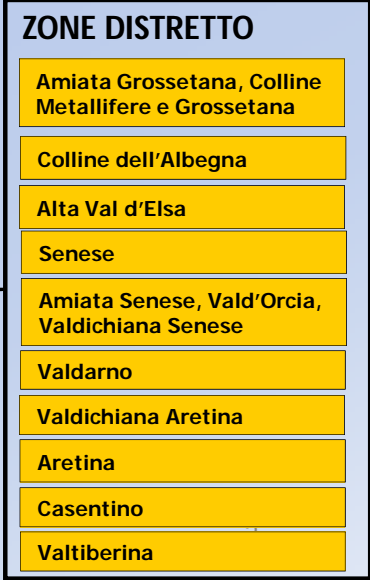 ZONE DISTRETTO
Amiata Grossetana, Colline
Metallifere e Grossetana
Colline dell'Albegna
Alta Val d'Elsa
Senese
Amiata Senese, Vald'Orcia,
Valdichiana Senese
Valdarno
Valdichiana Aretina
Aretina
Casentino
Valtiberina